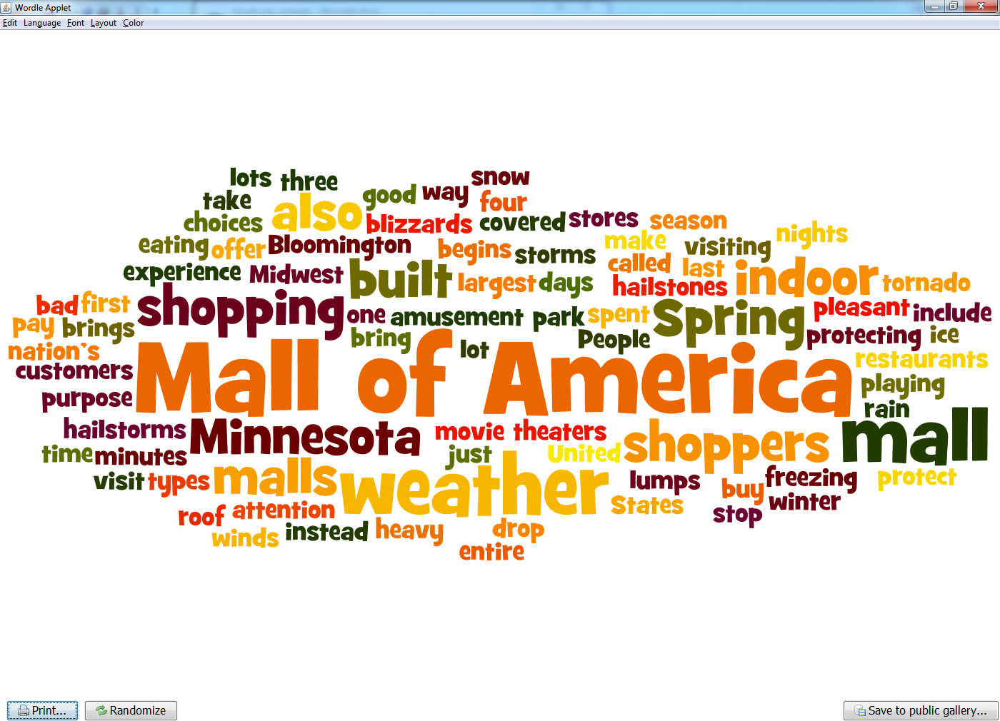 Wordle Applet
Edit Language Font Layout Color
lots three snow
take also good way four
choices blizzards covered stores season
eating offer Bloomington begins storms make visiting nights
experience Midwest built largest days called last indoor tornado
hailstones
bad first shopping one amusement park spent Spring pleasant include
pay brings bring People protecting ice
nation's lot restaurants
customers Mall of America playing
purpose rain
hailstorms Minnesota movie theaters shoppers mall
time minutes just United
visit types malls weather lumps freezing protect
roof attention States buy winter
stop
winds instead heavy drop
entire
Print... Randomize Save to public gallery...